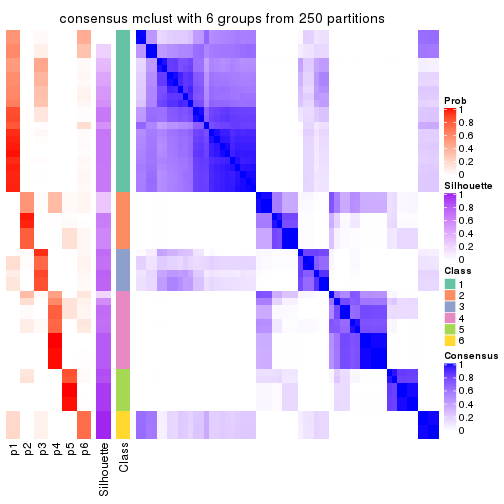 consensus mclust with 6 groups from 250 partitions
Prob
1
0.8
0.6
0.4
0.2
0
Silhouette
1
0.8
0.6
0.4
0.2
0
Class
1
2
3
4
5
6
Consensus
1
0.8
0.6
0.4
0.2
0
p1
p2
p3
p4
p5
p6
Silhouette
Class